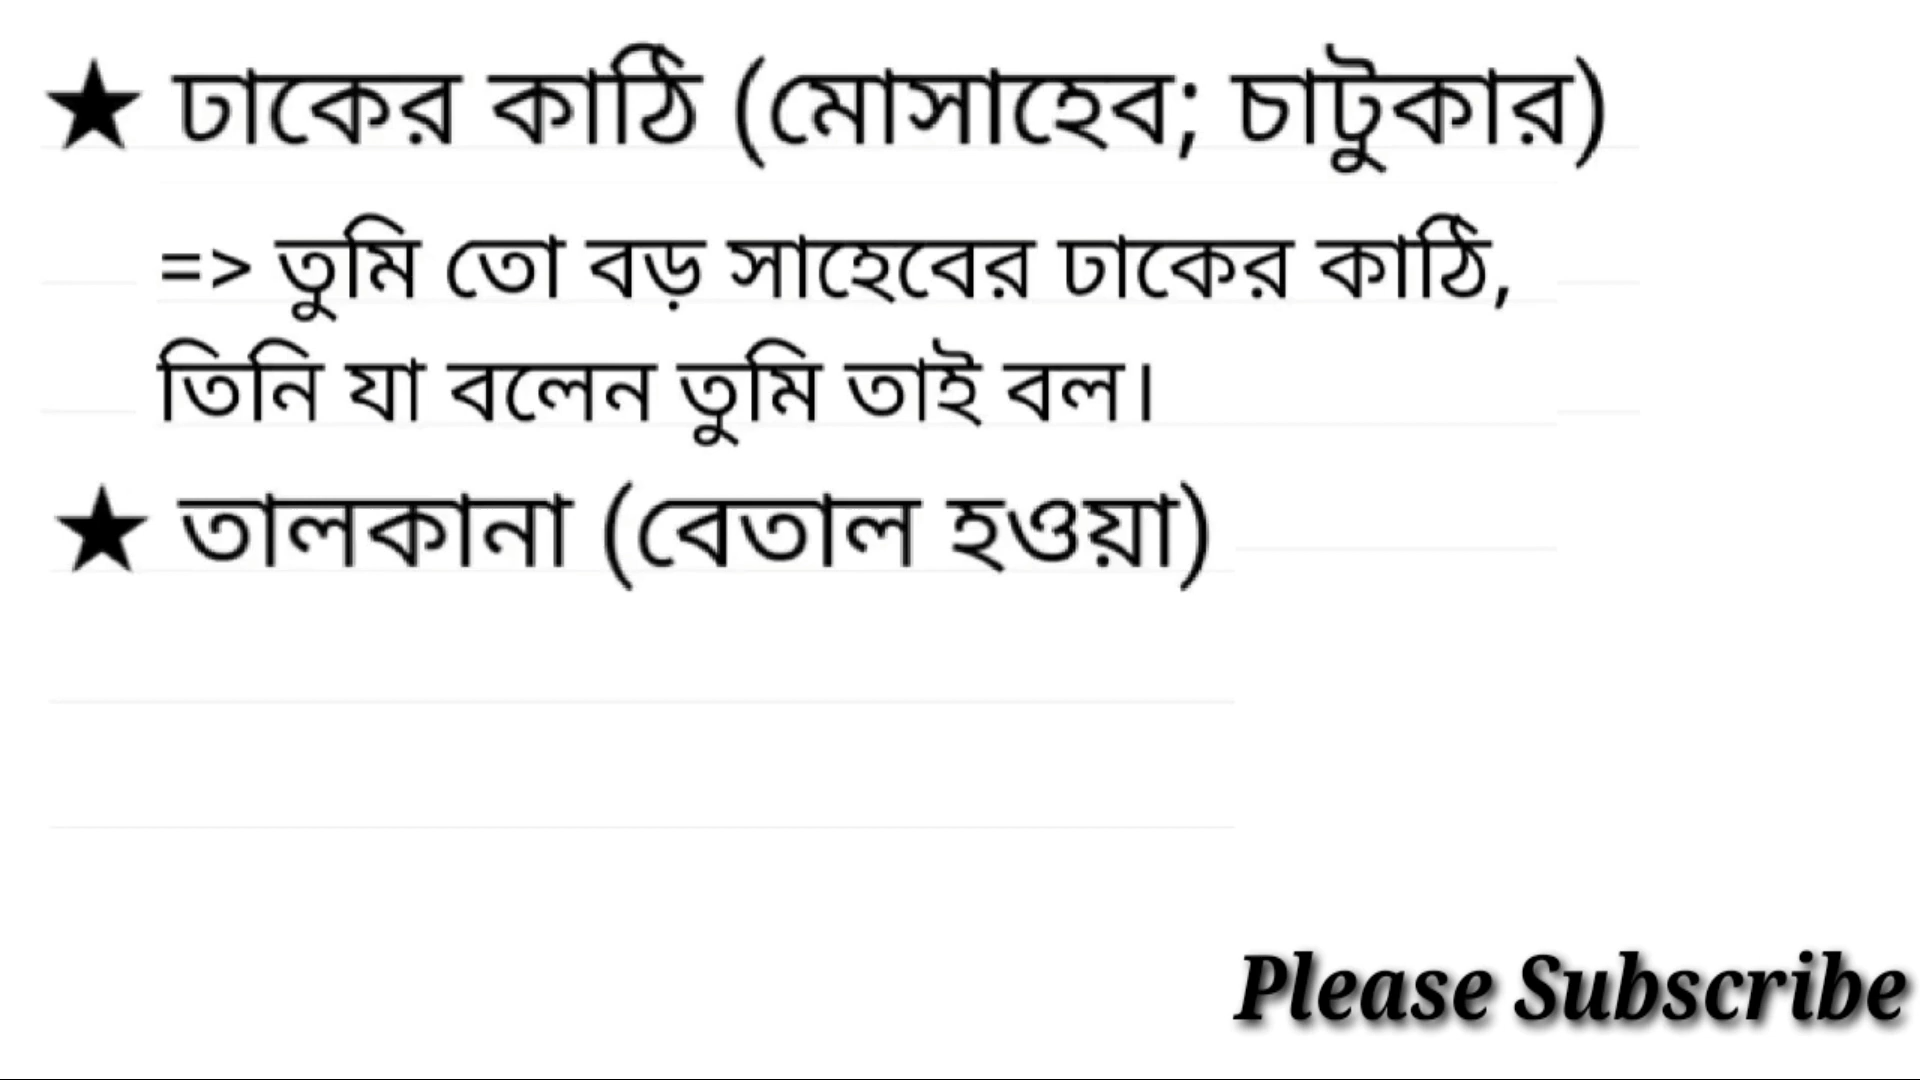 ★ ঢাকের কাঠি (মোসাহেব; চাটুকার)
=> তুমি তো বড় সাহেবের ঢাকের কাঠি,
তিনি যা বলেন তুমি তাই বল।
★ তালকানা (বেতাল হওয়া)
Please Subscribe